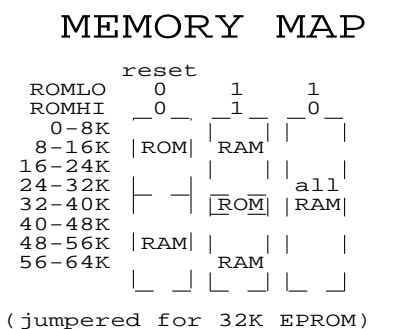 MEMORY MAP
reset
ROMLO 0 1 1
ROMHI 0 1 0
0-8K
8-16K ROM RAM
16-24K
24-32K all
32-40K ROM RAM
40-48K
48-56K RAM
56-64K RAM
(jumpered for 32K EPROM)